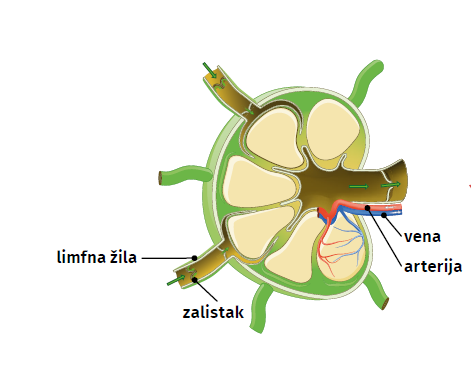 vena
limfna žila
arterija
zalistak